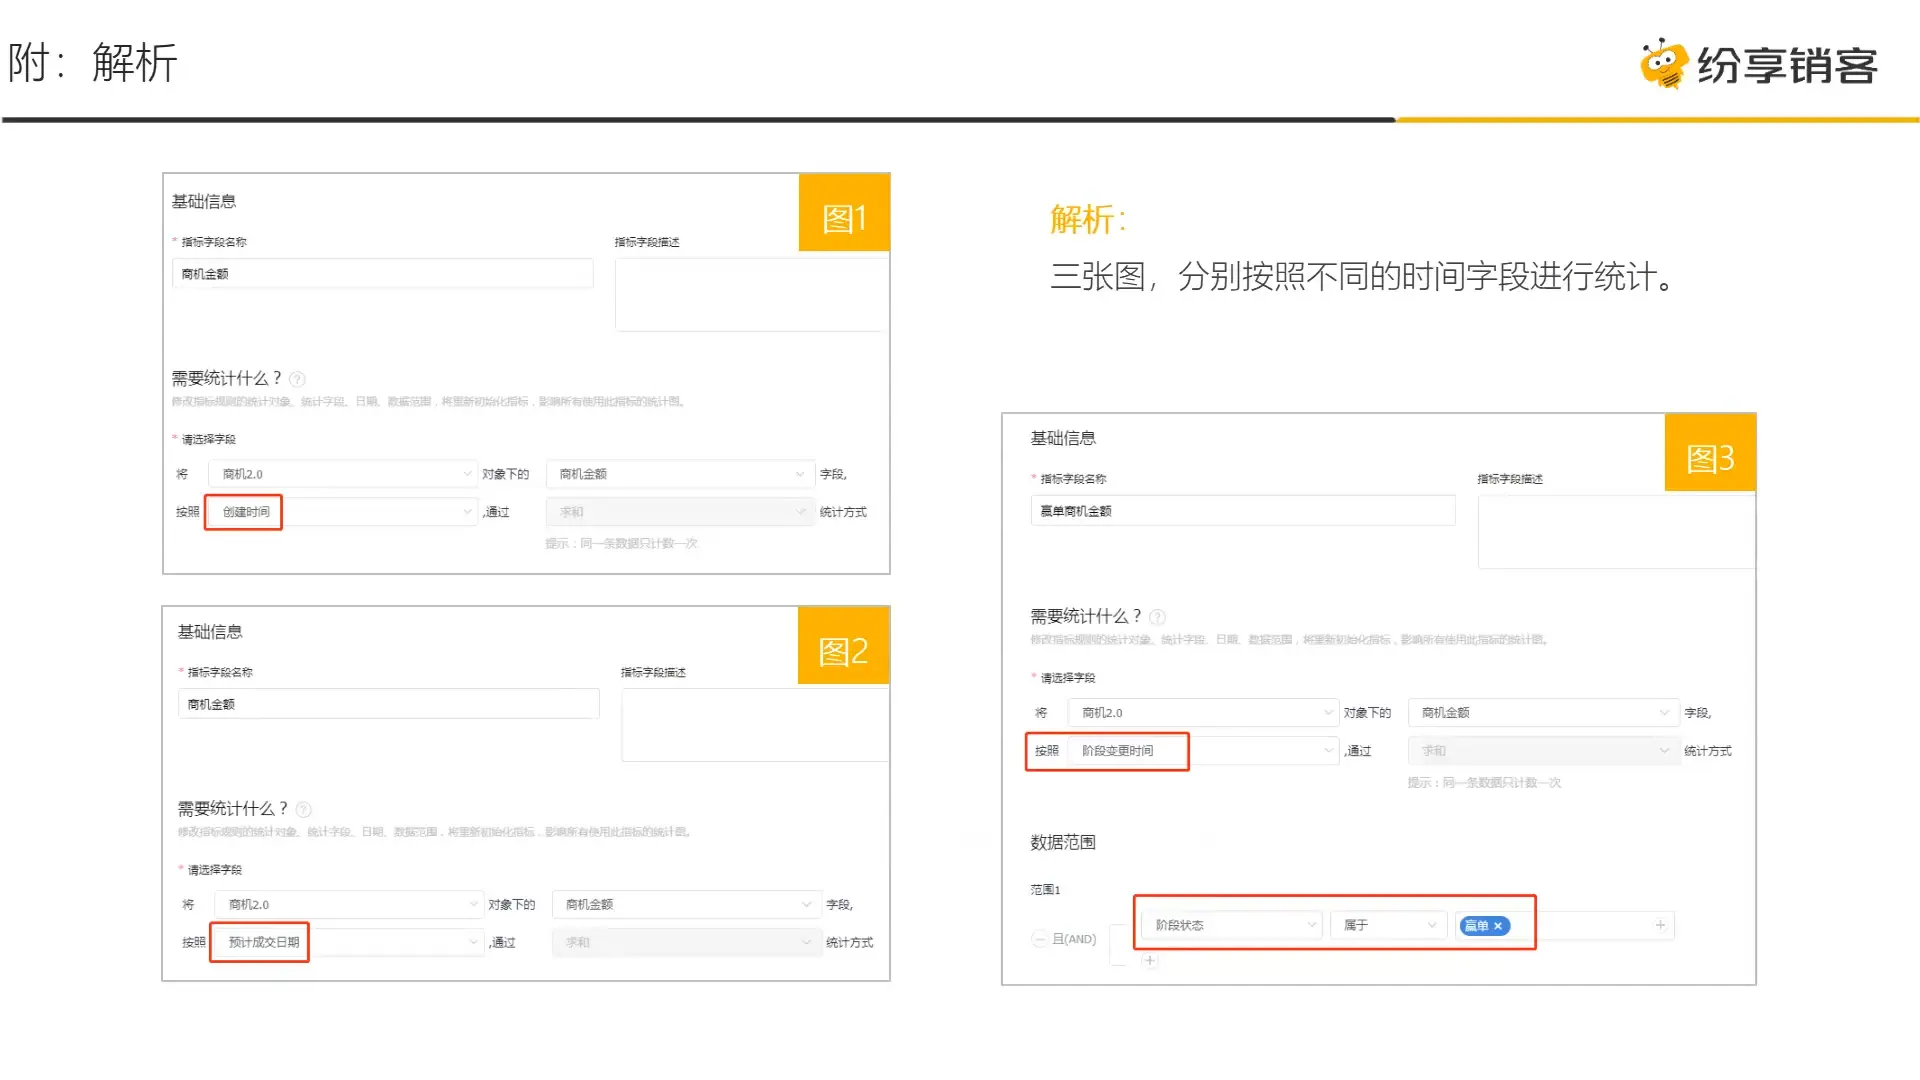 附：解析
纷享销客
基础信息
图1
* 指标字段名称
指标字段描述
商机金额
需要统计什么？ ?
修改指标规则的统计对象、统计字段、日期、数据范围，将重新初始化指标，影响所有使用此指标的统计图。
* 请选择字段
将 商机2.0 对象下的 商机金额 字段,
按照 创建时间 ,通过 求和 统计方式
提示：同一条数据只计数一次
基础信息
图2
* 指标字段名称
指标字段描述
商机金额
需要统计什么？ ?
修改指标规则的统计对象、统计字段、日期、数据范围，将重新初始化指标，影响所有使用此指标的统计图。
* 请选择字段
将 商机2.0 对象下的 商机金额 字段,
按照 预计成交日期 ,通过 求和 统计方式
解析：
三张图，分别按照不同的时间字段进行统计。
基础信息
图3
* 指标字段名称
指标字段描述
赢单商机金额
需要统计什么？ ?
修改指标规则的统计对象、统计字段、日期、数据范围，将重新初始化指标，影响所有使用此指标的统计图。
* 请选择字段
将 商机2.0 对象下的 商机金额 字段,
按照 阶段变更时间 ,通过 求和 统计方式
提示：同一条数据只计数一次
数据范围
范围1
且(AND) 阶段状态 属于 赢单 ×